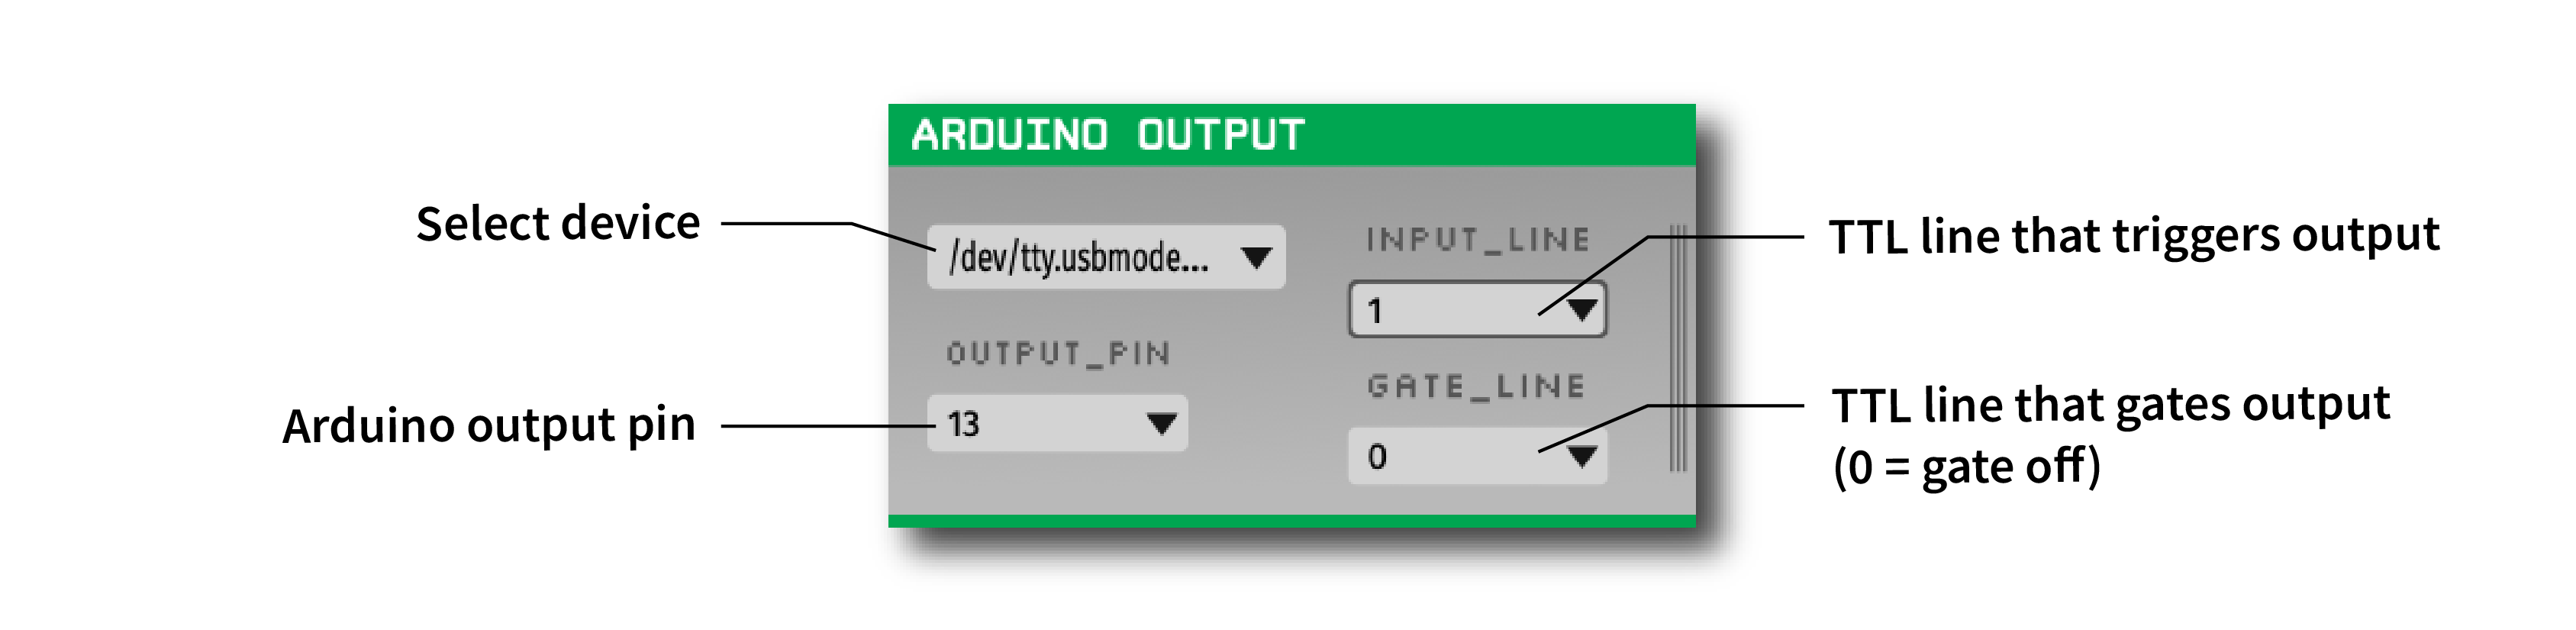 ARDUINO OUTPUT
Select device
/dev/tty.usbmode...
OUTPUT_PIN
Arduino output pin
13
INPUT_LINE
1
TTL line that triggers output
GATE_LINE
0
TTL line that gates output
(0 = gate off)